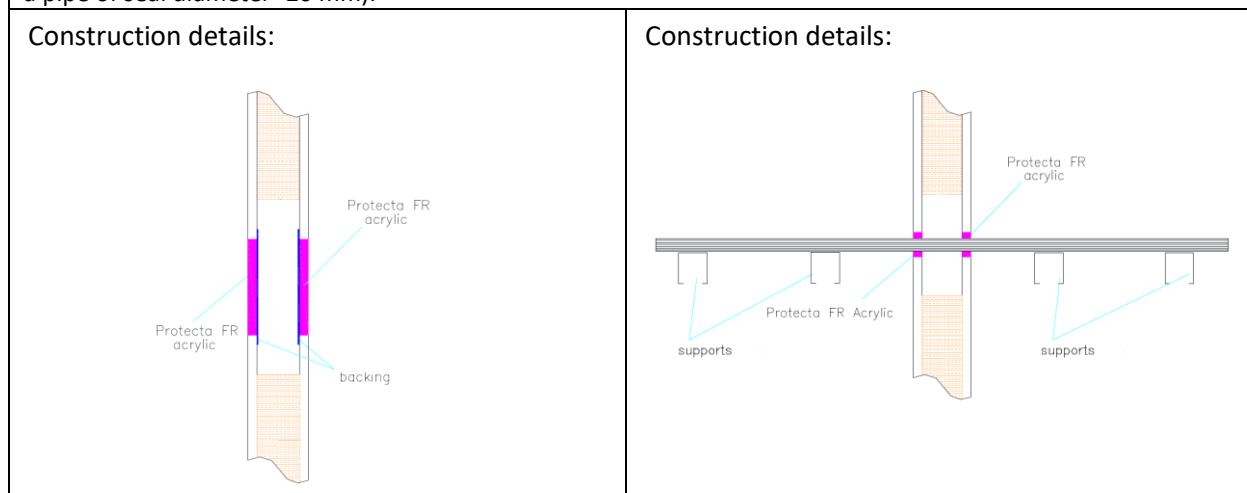 Construction details:
Protecta FR
acrylic
Protecta FR
acrylic
backing
Construction details:
Protecta FR
acrylic
Protecta FR Acrylic
supports
supports